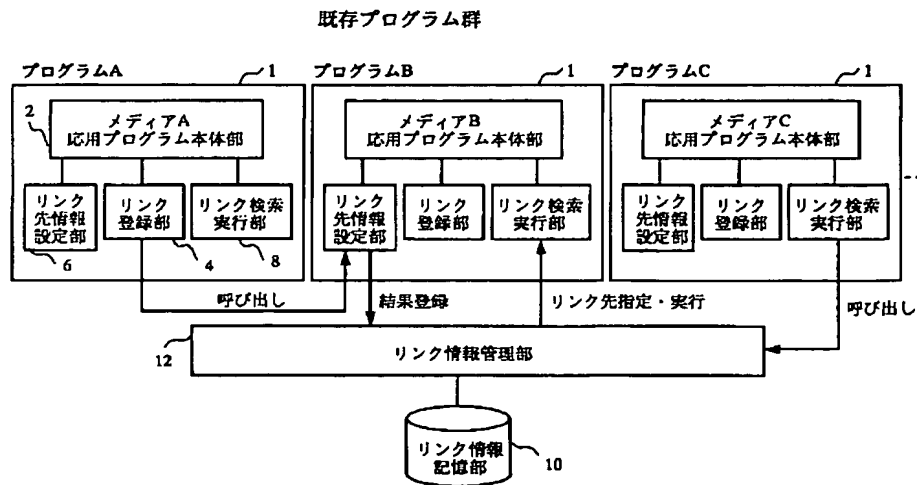 既存プログラム群
プログラムA
1
プログラムB
1
プログラムC
1
2
メディアA
応用プログラム本体部
メディアB
応用プログラム本体部
メディアC
応用プログラム本体部
リンク
先情報
設定部
リンク
登録部
リンク検索
実行部
リンク
先情報
設定部
リンク
登録部
リンク検索
実行部
リンク
先情報
設定部
リンク
登録部
リンク検索
実行部
6
4
8
呼び出し
結果登録
リンク先指定・実行
呼び出し
12
リンク情報管理部
リンク情報
記憶部
10